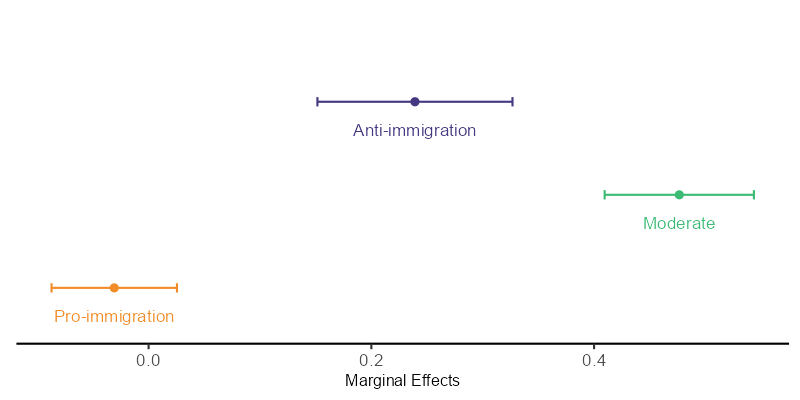 Anti-immigration
Moderate
Pro-immigration
0.0 0.2 0.4
Marginal Effects